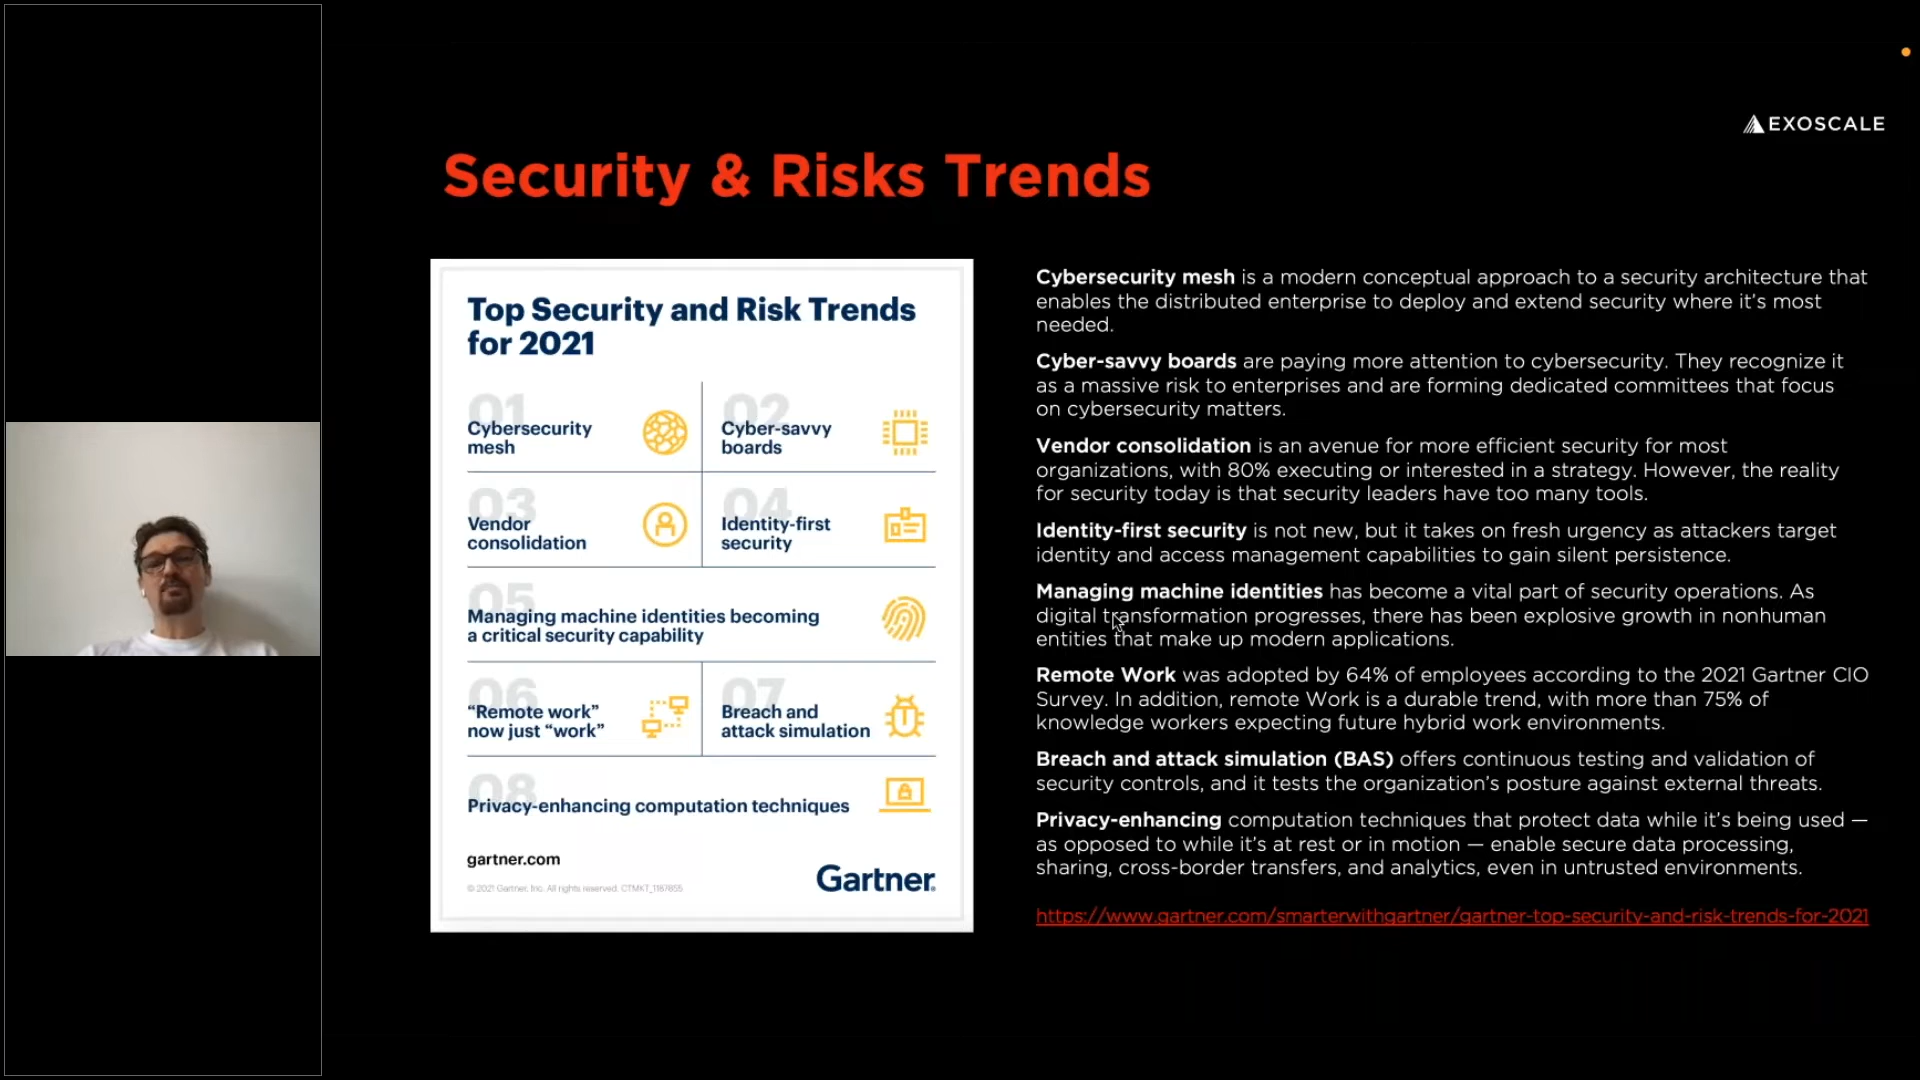 EXOSCALE
Security & Risks Trends
Top Security and Risk Trends
for 2021
01
Cybersecurity
mesh
02
Cyber-savvy
boards
03
Vendor
consolidation
04
Identity-first
security
05
Managing machine identities becoming
a critical security capability
06
“Remote work”
now just “work”
07
Breach and
attack simulation
08
Privacy-enhancing computation techniques
gartner.com
© 2021 Gartner, Inc. All rights reserved. CTMKT_1187855
Gartner.
Cybersecurity mesh is a modern conceptual approach to a security architecture that
enables the distributed enterprise to deploy and extend security where it’s most
needed.
Cyber-savvy boards are paying more attention to cybersecurity. They recognize it
as a massive risk to enterprises and are forming dedicated committees that focus
on cybersecurity matters.
Vendor consolidation is an avenue for more efficient security for most
organizations, with 80% executing or interested in a strategy. However, the reality
for security today is that security leaders have too many tools.
Identity-first security is not new, but it takes on fresh urgency as attackers target
identity and access management capabilities to gain silent persistence.
Managing machine identities has become a vital part of security operations. As
digital transformation progresses, there has been explosive growth in nonhuman
entities that make up modern applications.
Remote Work was adopted by 64% of employees according to the 2021 Gartner CIO
Survey. In addition, remote Work is a durable trend, with more than 75% of
knowledge workers expecting future hybrid work environments.
Breach and attack simulation (BAS) offers continuous testing and validation of
security controls, and it tests the organization’s posture against external threats.
Privacy-enhancing computation techniques that protect data while it’s being used —
as opposed to while it’s at rest or in motion — enable secure data processing,
sharing, cross-border transfers, and analytics, even in untrusted environments.
https://www.gartner.com/smarterwithgartner/gartner-top-security-and-risk-trends-for-2021